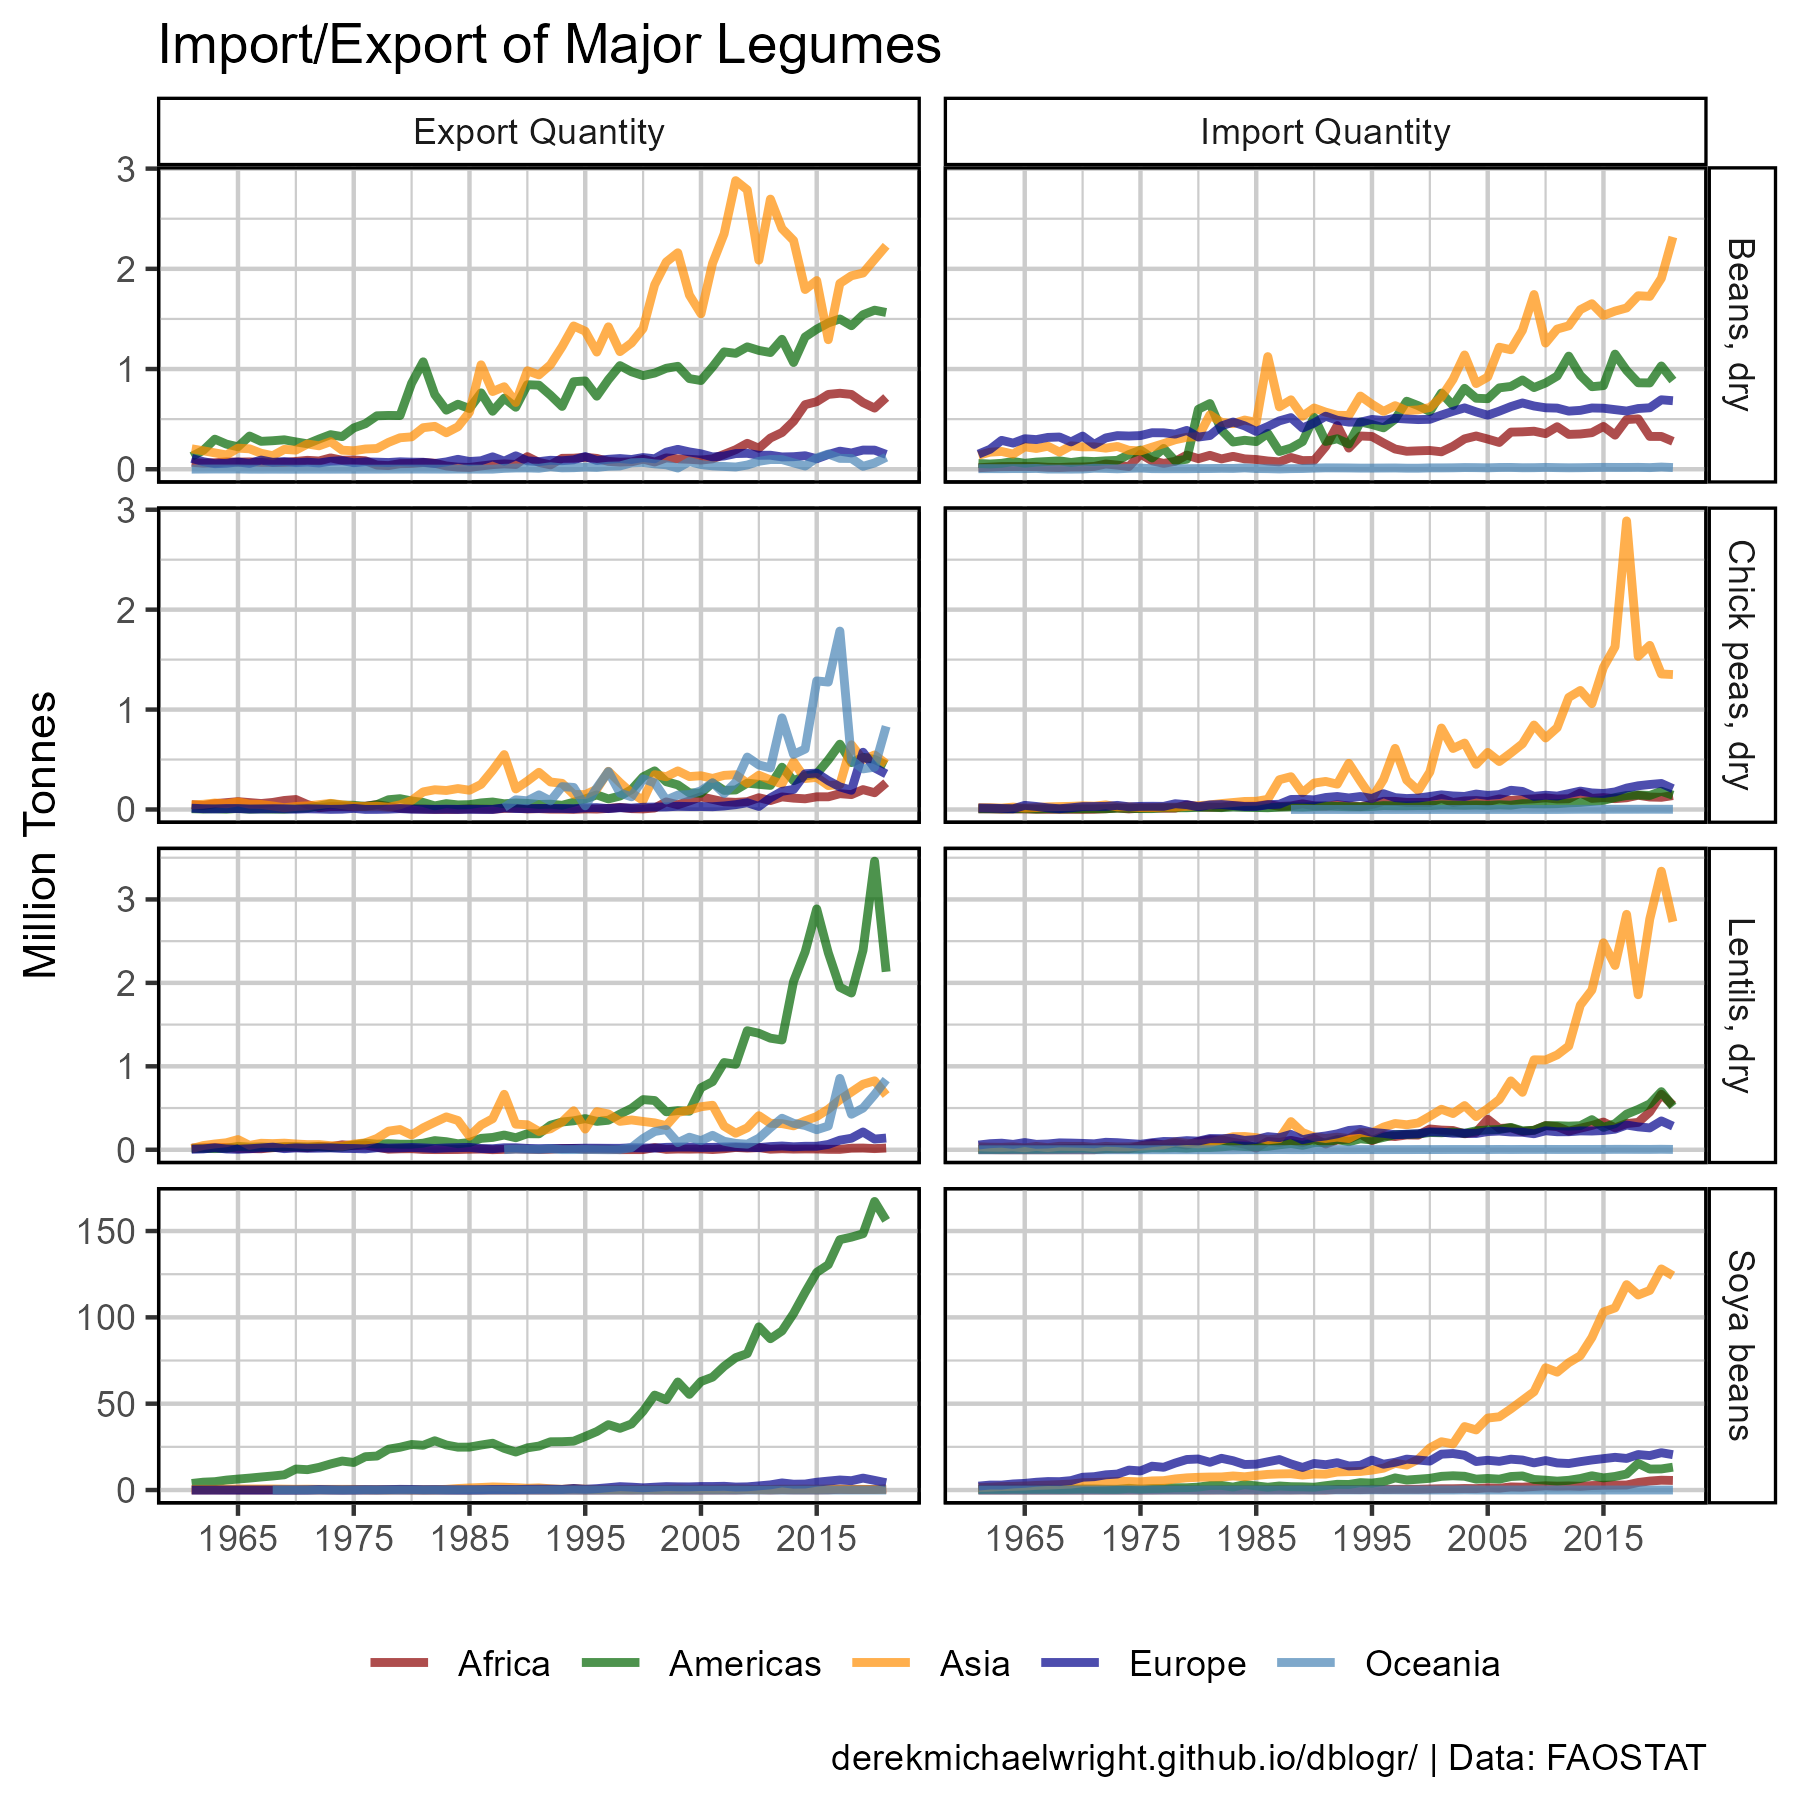 Import/Export of Major Legumes
Export Quantity
Import Quantity
3
2
1
0
Beans, dry
3
2
1
0
Chick peas, dry
Million Tonnes
3
2
1
0
Lentils, dry
150
100
50
0
Soya beans
1965 1975 1985 1995 2005 2015
1965 1975 1985 1995 2005 2015
Africa Americas Asia Europe Oceania
derekmichaelwright.github.io/dblogr/ | Data: FAOSTAT